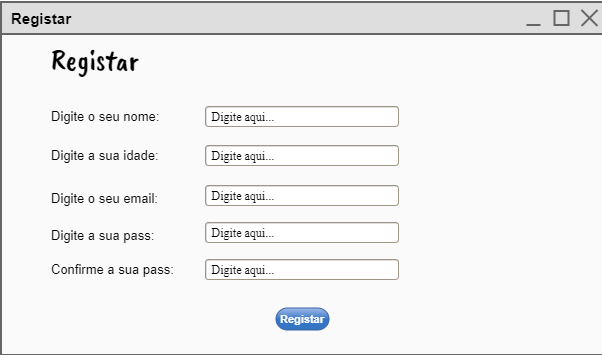 Registar
Registar
Digite o seu nome: Digite aqui...
Digite a sua idade: Digite aqui...
Digite o seu email: Digite aqui...
Digite a sua pass: Digite aqui...
Confirme a sua pass: Digite aqui...
Registar